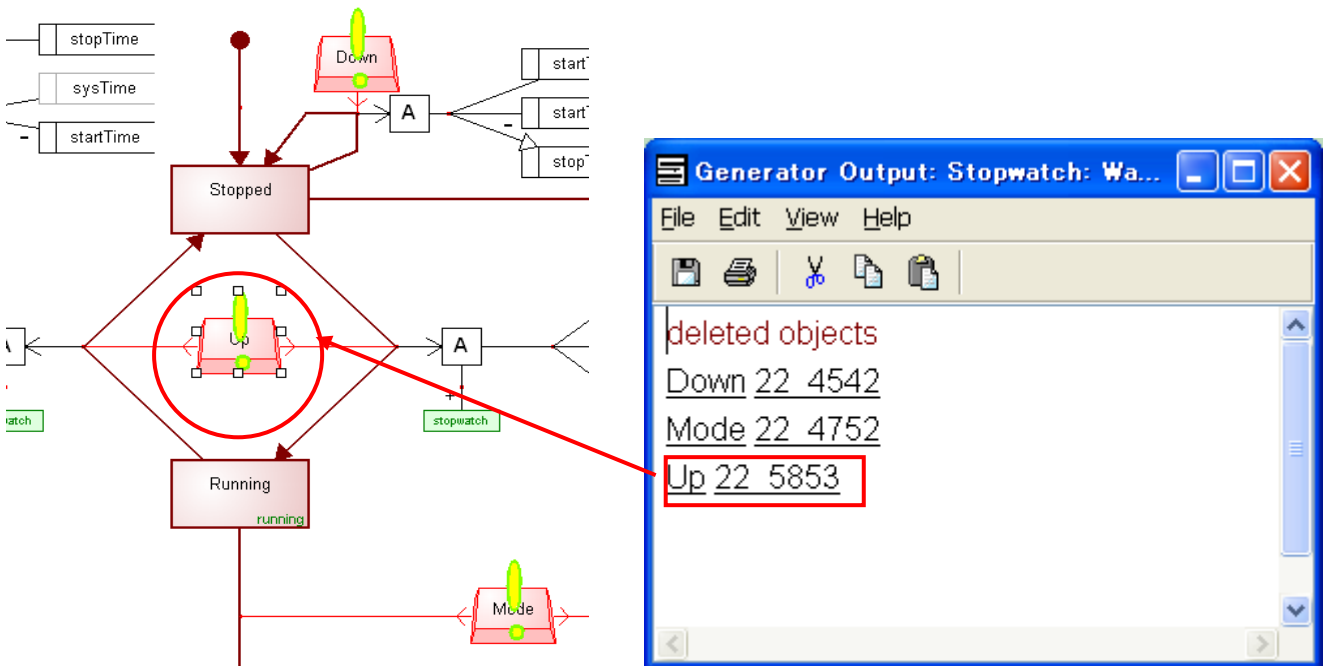 stopTime
sysTime
startTime
-
Down
A
-
Stopped
Up
A
+
stopwatch
Running
running
Mode
Generator Output: Stopwatch: Wa...
File Edit View Help
deleted objects
Down 22_4542
Mode 22_4752
Up 22_5853